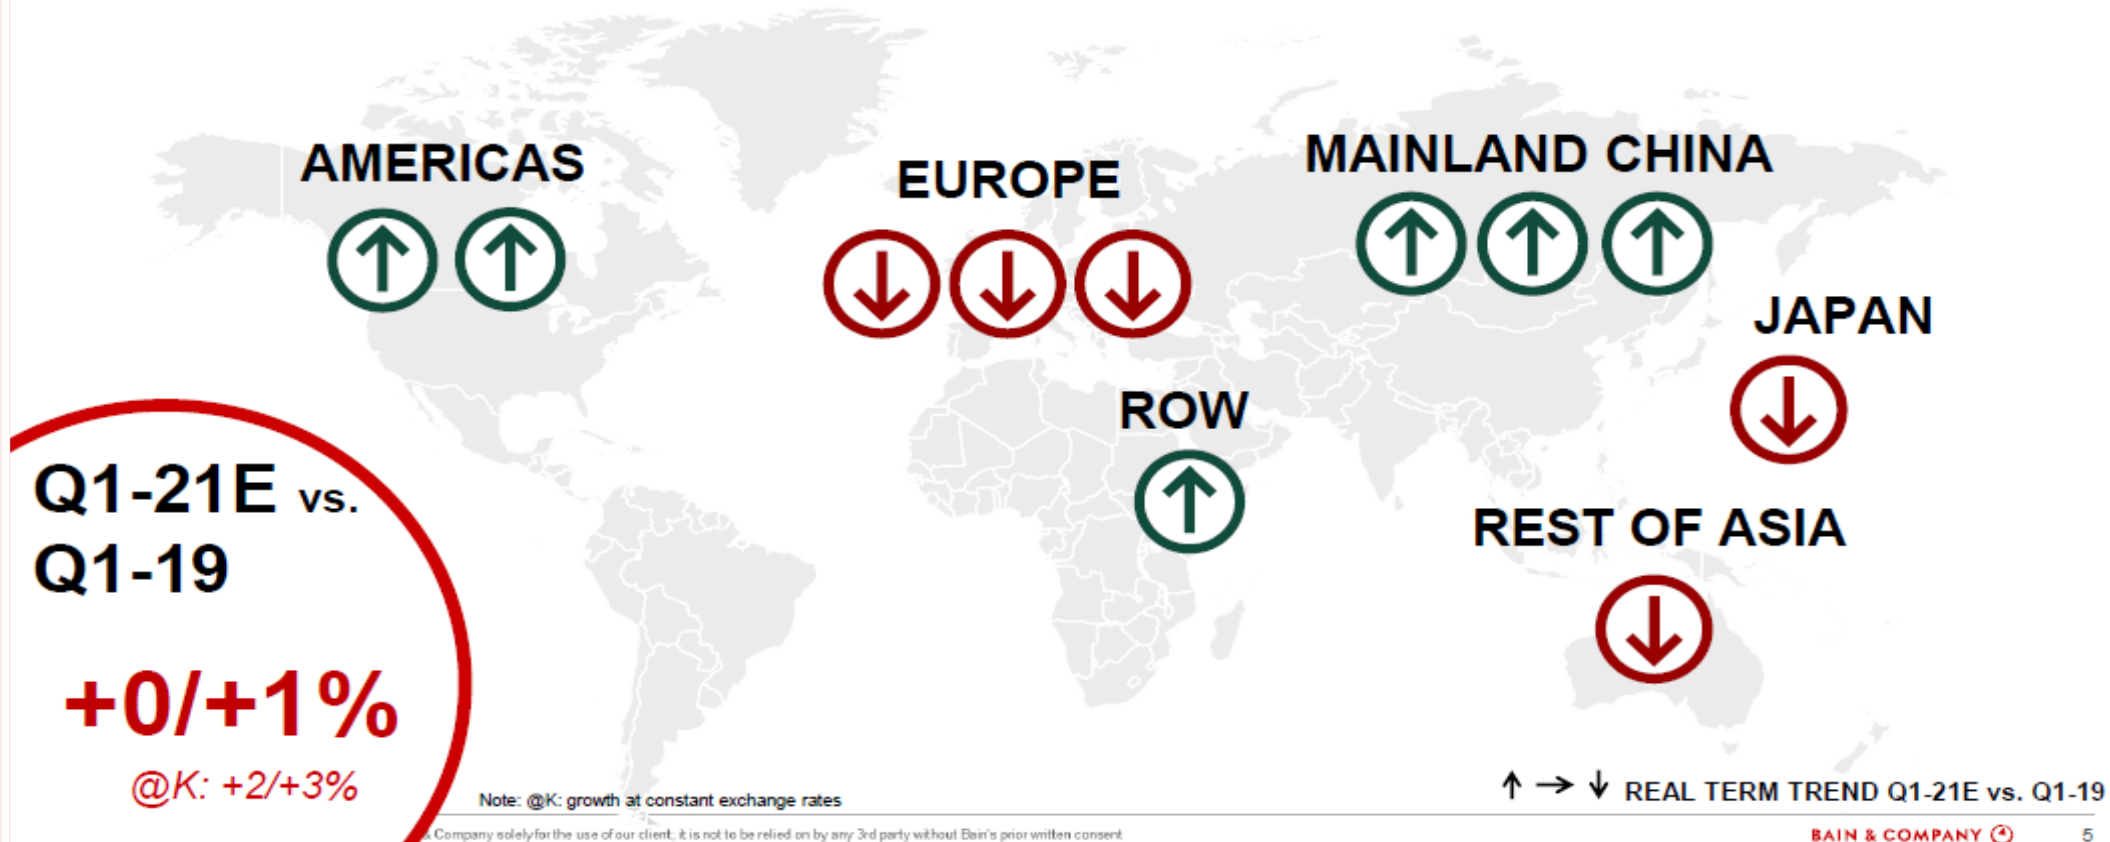 AMERICAS
EUROPE
MAINLAND CHINA
JAPAN
ROW
REST OF ASIA
Q1-21E vs.
Q1-19
+0/+1%
@K: +2/+3%
Note: @K: growth at constant exchange rates
↑ → ↓ REAL TERM TREND Q1-21E vs. Q1-19
Company solely for the use of our client; it is not to be relied on by any 3rd party without Bain's prior written consent
BAIN & COMPANY
5